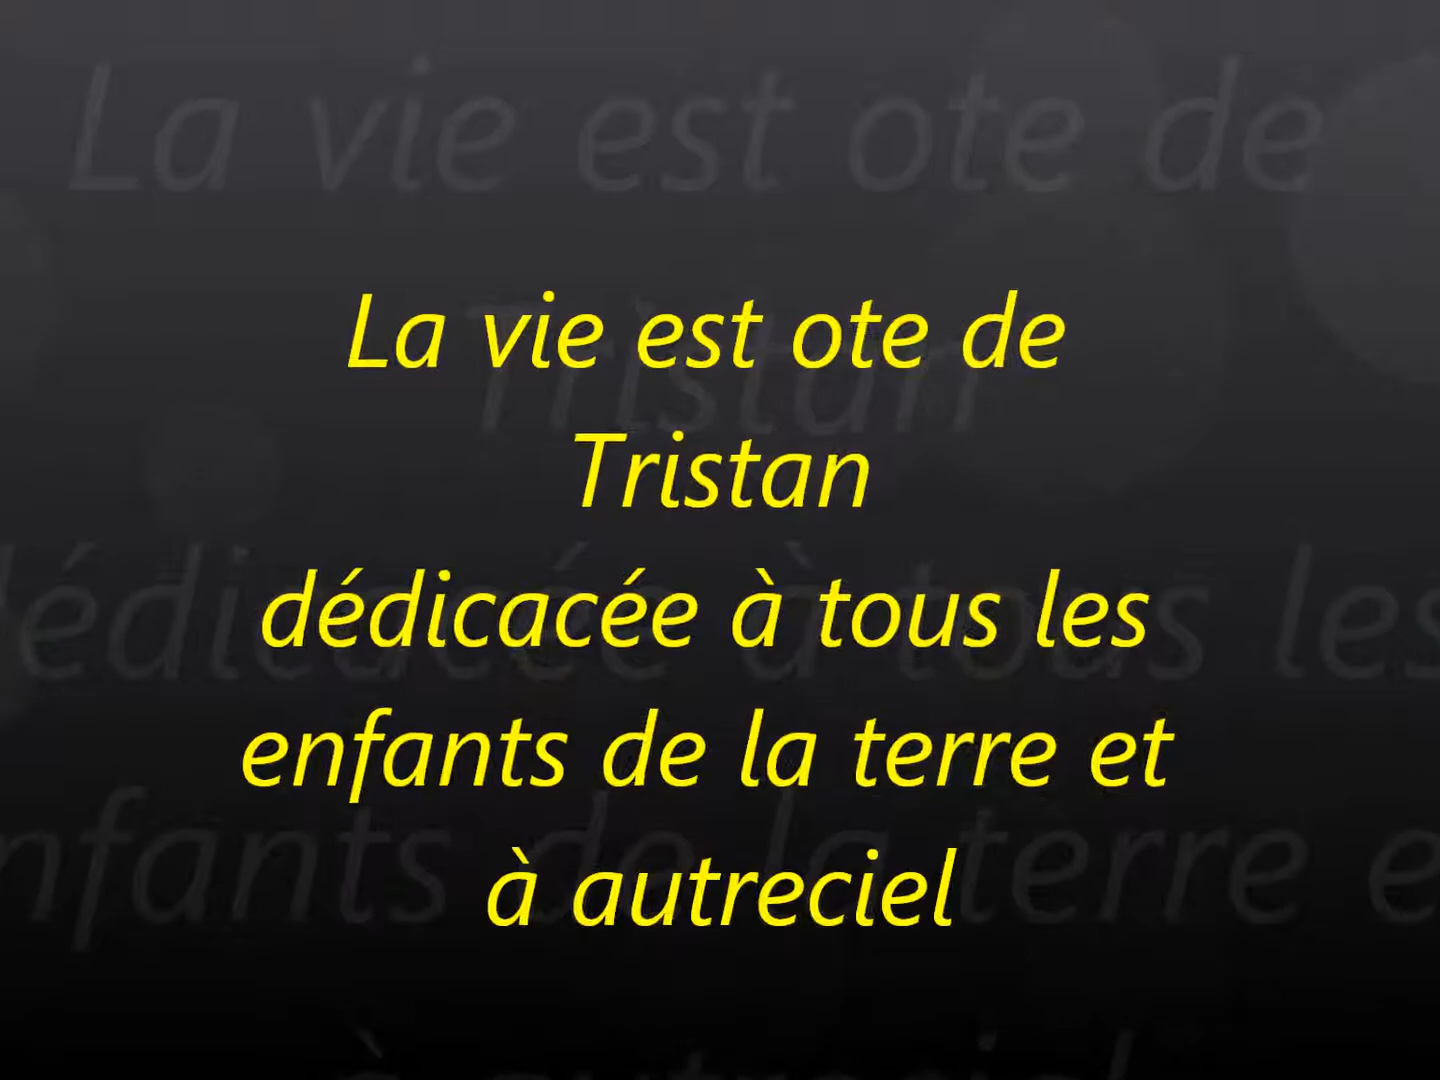 La vie est ote de
Tristan
dédicacée à tous les
enfants de la terre et
à autreciel